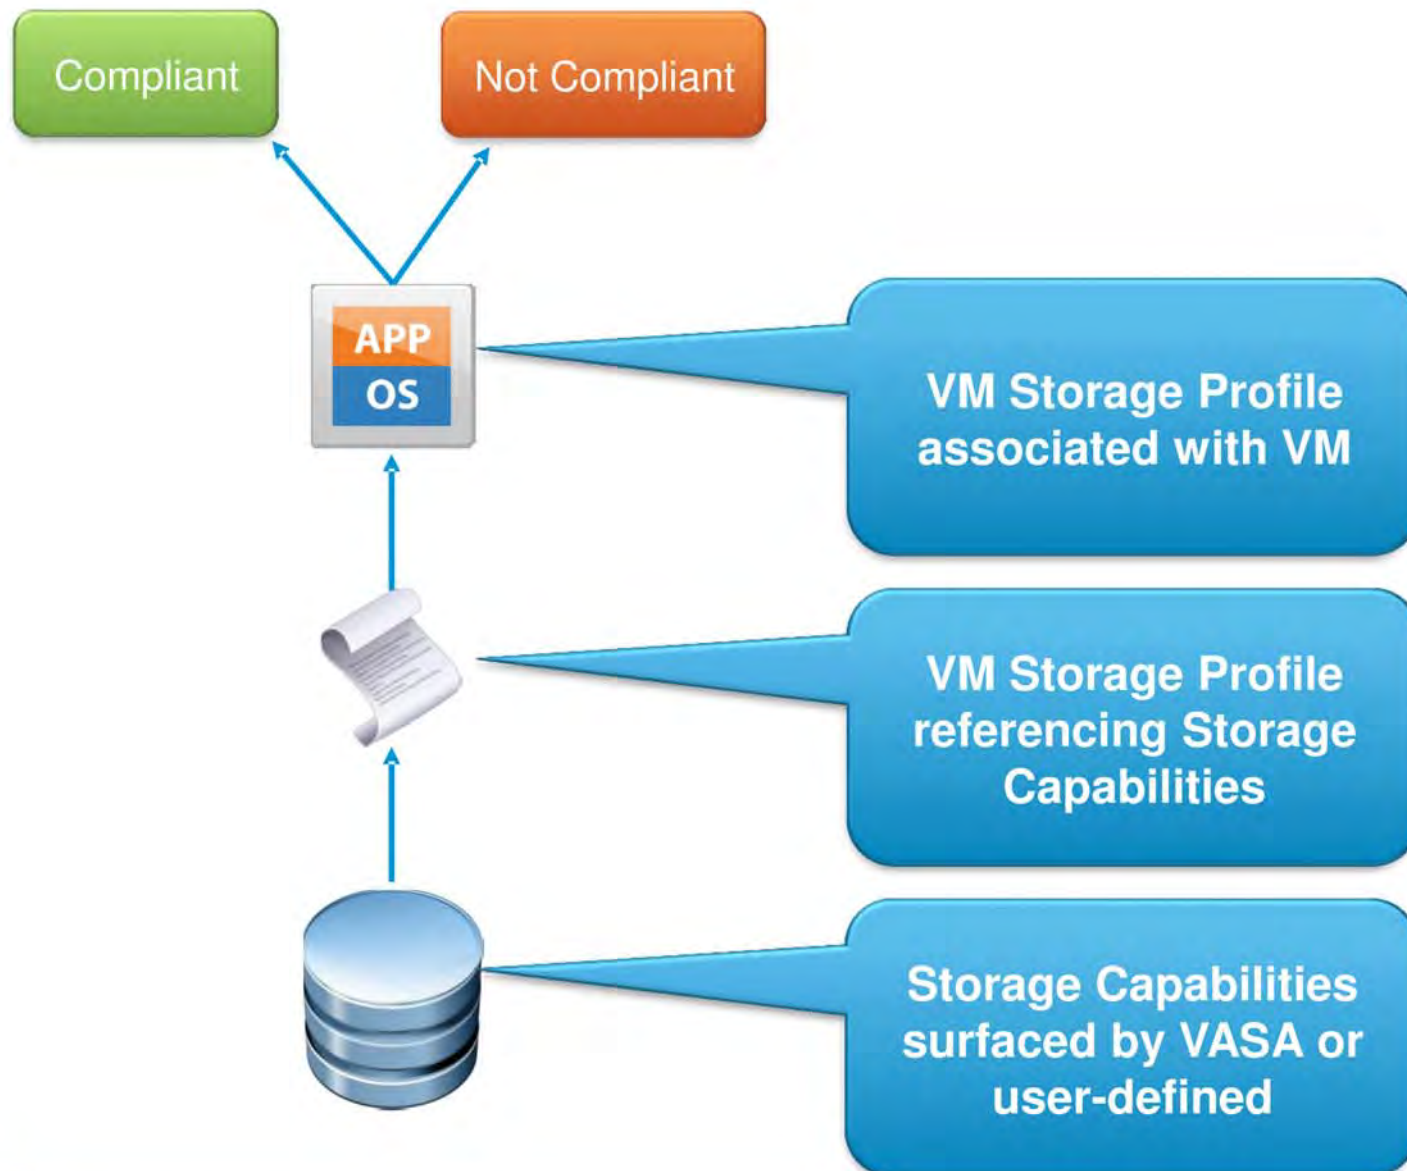 Compliant
Not Compliant
APP
OS
VM Storage Profile
associated with VM
VM Storage Profile
referencing Storage
Capabilities
Storage Capabilities
surfaced by VASA or
user-defined